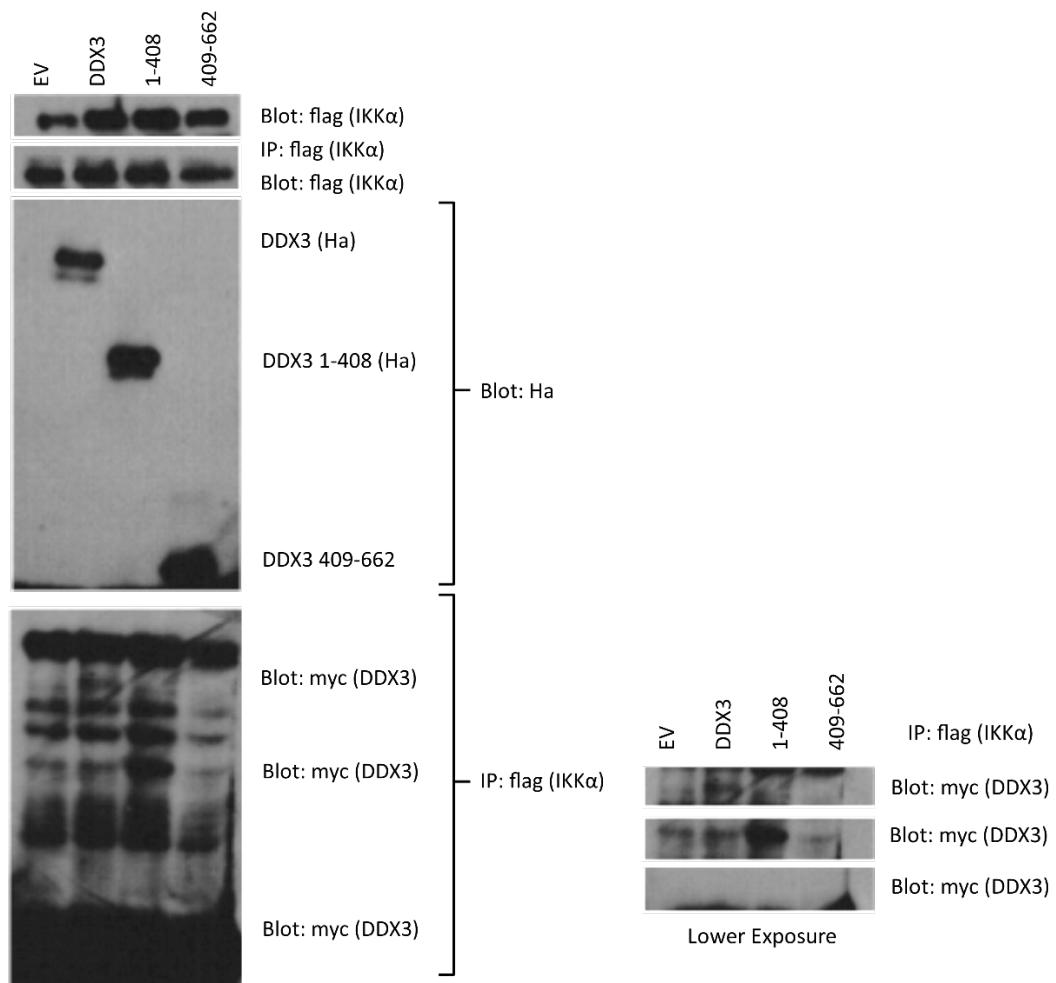 EV
DDX3
1-408
409-662
Blot: flag (IKKα)
IP: flag (IKKα)
Blot: flag (IKKα)
DDX3 (Ha)
DDX3 1-408 (Ha)
Blot: Ha
DDX3 409-662
Blot: myc (DDX3)
Blot: myc (DDX3)
IP: flag (IKKα)
Blot: myc (DDX3)
EV
DDX3
1-408
409-662
IP: flag (IKKα)
Blot: myc (DDX3)
Blot: myc (DDX3)
Blot: myc (DDX3)
Lower Exposure